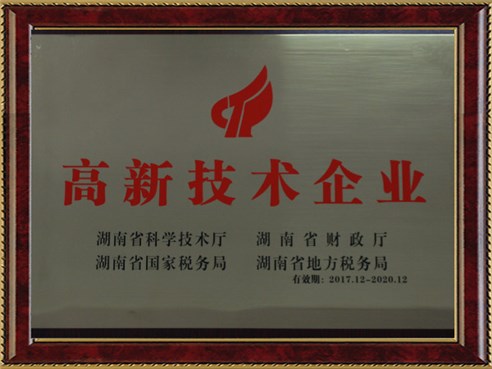 高新技术企业
湖南省科学技术厅 湖南省财政厅
湖南省国家税务局 湖南省地方税务局
有效期：2017.12-2020.12